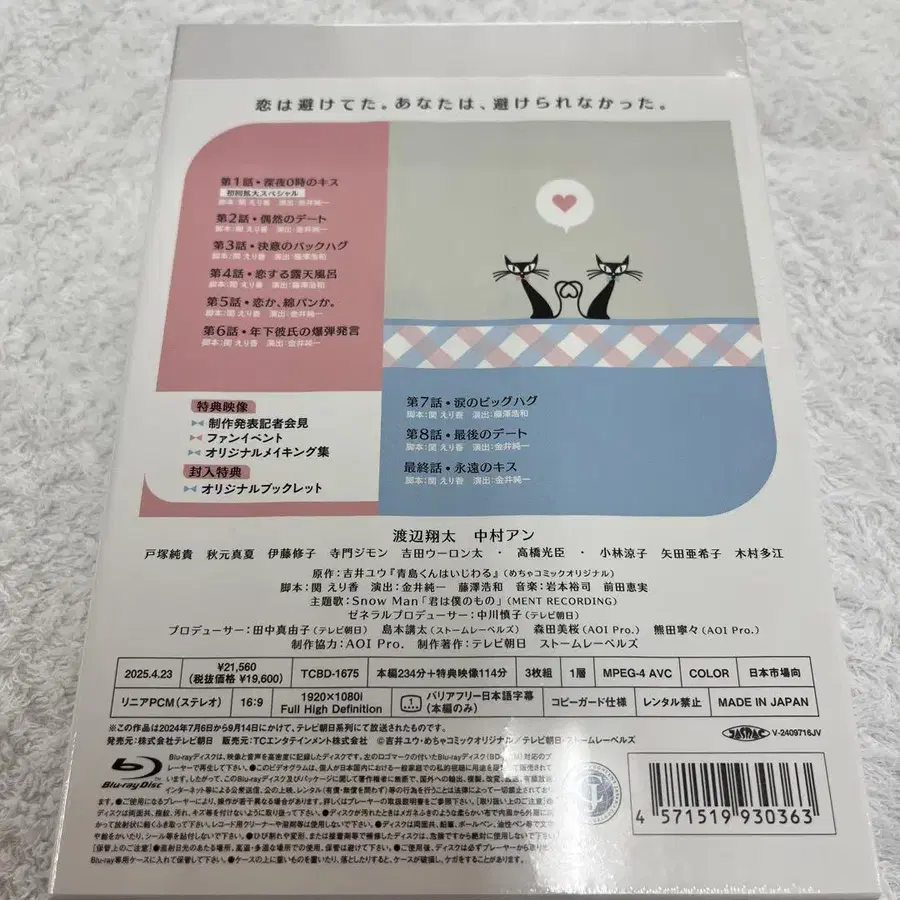 恋は避けてた。あなたは、避けられなかった。
第1話・深夜0時のキス
初回拡大スペシャル
脚本:関 えり香 演出:金井純一
第2話・偶然のデート
脚本:関 えり香 演出:金井純一
第3話・決意のバックハグ
脚本:関 えり香 演出:藤澤浩和
第4話・恋する露天風呂
脚本:関 えり香 演出:藤澤浩和
第5話・恋か、綿パンか。
脚本:関 えり香 演出:金井純一
第6話・年下彼氏の爆弾発言
脚本:関 えり香 演出:金井純一
特典映像
制作発表記者会見
ファンイベント
オリジナルメイキング集
封入特典
オリジナルブックレット
第7話・涙のビッグハグ
脚本:関 えり香 演出:藤澤浩和
第8話・最後のデート
脚本:関 えり香 演出:金井純一
最終話・永遠のキス
脚本:関 えり香 演出:金井純一
渡辺翔太 中村アン
戸塚純貴 秋元真夏 伊藤修子 寺門ジモン 吉田ウーロン太 ・ 高橋光臣 ・ 小林涼子 矢田亜希子 木村多江
原作:吉井ユウ『青島くんはいじわる』(めちゃコミックオリジナル)
脚本:関 えり香 演出:金井純一 藤澤浩和 音楽:岩本裕司 前田恵実
主題歌:Snow Man「君は僕のもの」(MENT RECORDING)
ゼネラルプロデューサー:中川慎子(テレビ朝日)
プロデューサー:田中真由子(テレビ朝日) 島本講太(ストームレーベルズ) 森田美桜(AOI Pro.) 熊田寧々(AOI Pro.)
制作協力:AOI Pro. 制作著作:テレビ朝日 ストームレーベルズ
2025.4.23 ¥21,560 (税抜価格 ¥19,600) TCBD-1675 本編234分+特典映像114分 3枚組 1層 MPEG-4 AVC COLOR 日本市場向
リニアPCM(ステレオ) 16:9 1920×1080i Full High Definition 1 バリアフリー日本語字幕 (本編のみ) コピーガード仕様 レンタル禁止 MADE IN JAPAN
※この作品は2024年7月6日から9月14日にかけて、テレビ朝日系列にて放送されたものです。
発売元:株式会社テレビ朝日 販売元:TCエンタテインメント株式会社 ©吉井ユウ・めちゃコミックオリジナル/テレビ朝日・ストームレーベルズ
JASRAC V-2409716JV
Blu-ray Disc
Blu-rayディスクは、映像と音声を高密度に記録したディスクです。
4 571519 930363